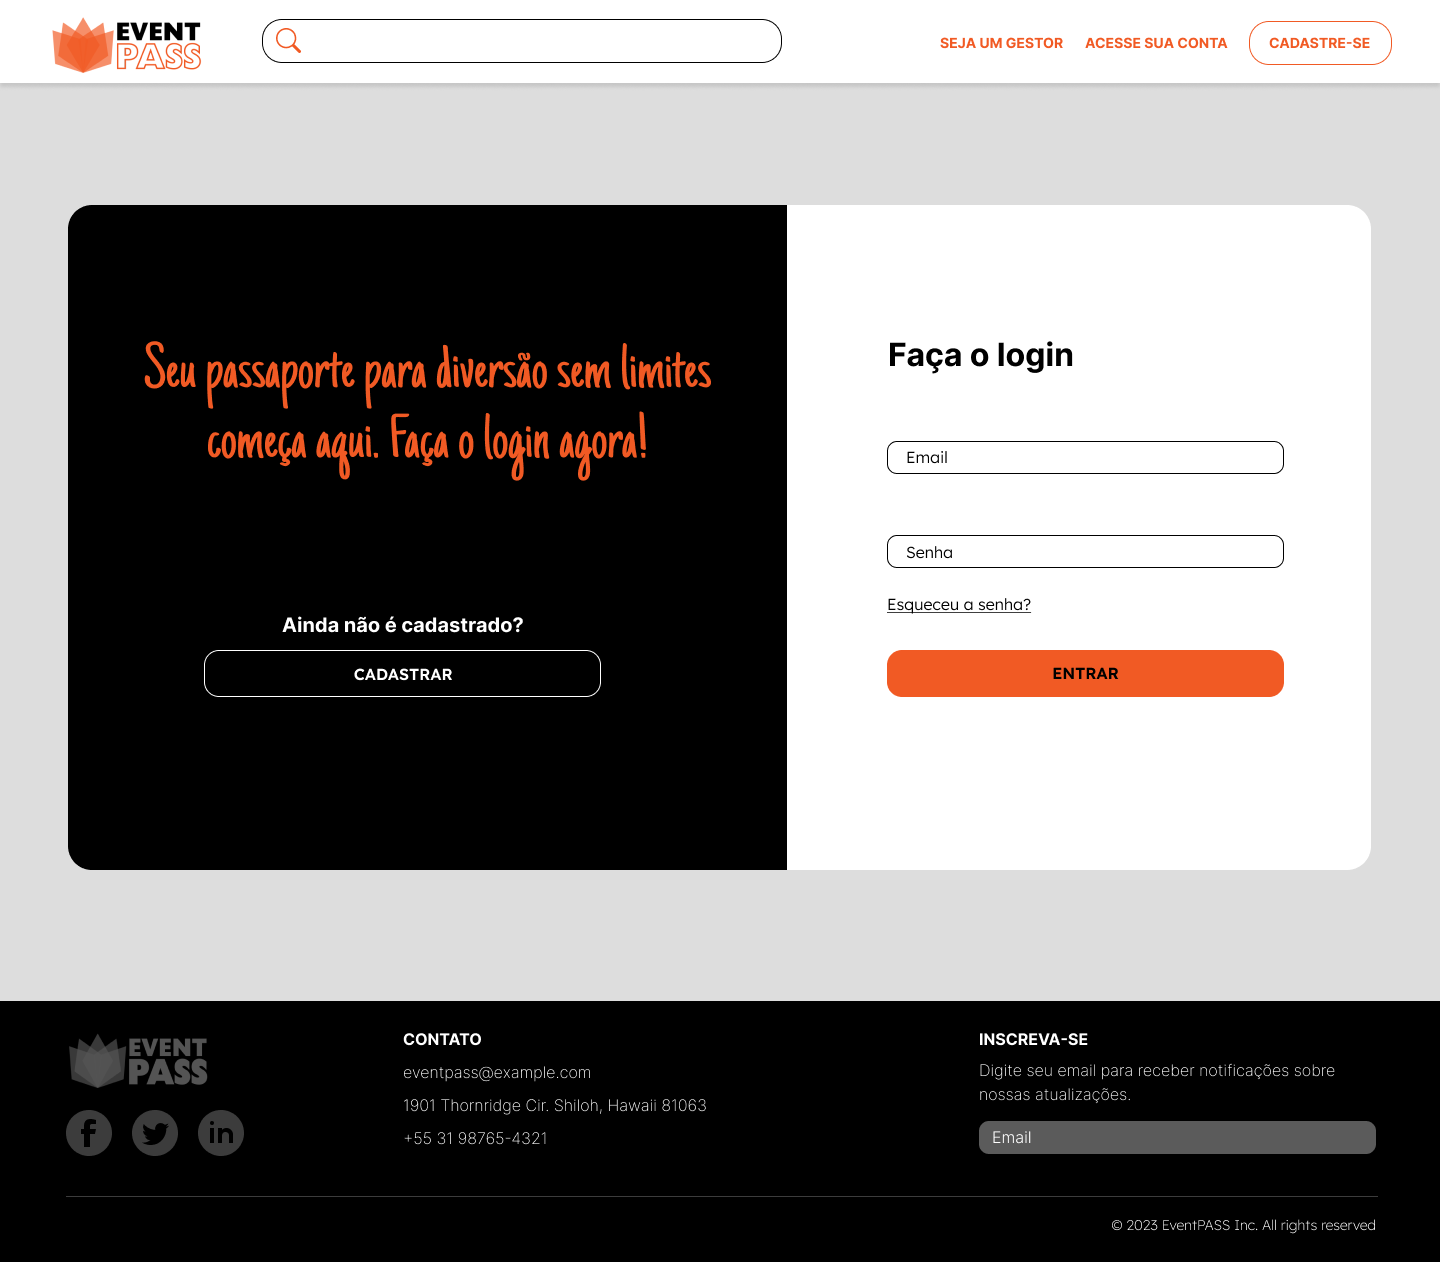 EVENT
PASS
SEJA UM GESTOR
ACESSE SUA CONTA
CADASTRE-SE
Seu passaporte para diversão sem limites
começa aqui. Faça o login agora!
Ainda não é cadastrado?
CADASTRAR
Faça o login
Email
Senha
Esqueceu a senha?
ENTRAR
EVENT
PASS
CONTATO
eventpass@example.com
1901 Thornridge Cir. Shiloh, Hawaii 81063
+55 31 98765-4321
INSCREVA-SE
Digite seu email para receber notificações sobre
nossas atualizações.
Email
© 2023 EventPASS Inc. All rights reserved